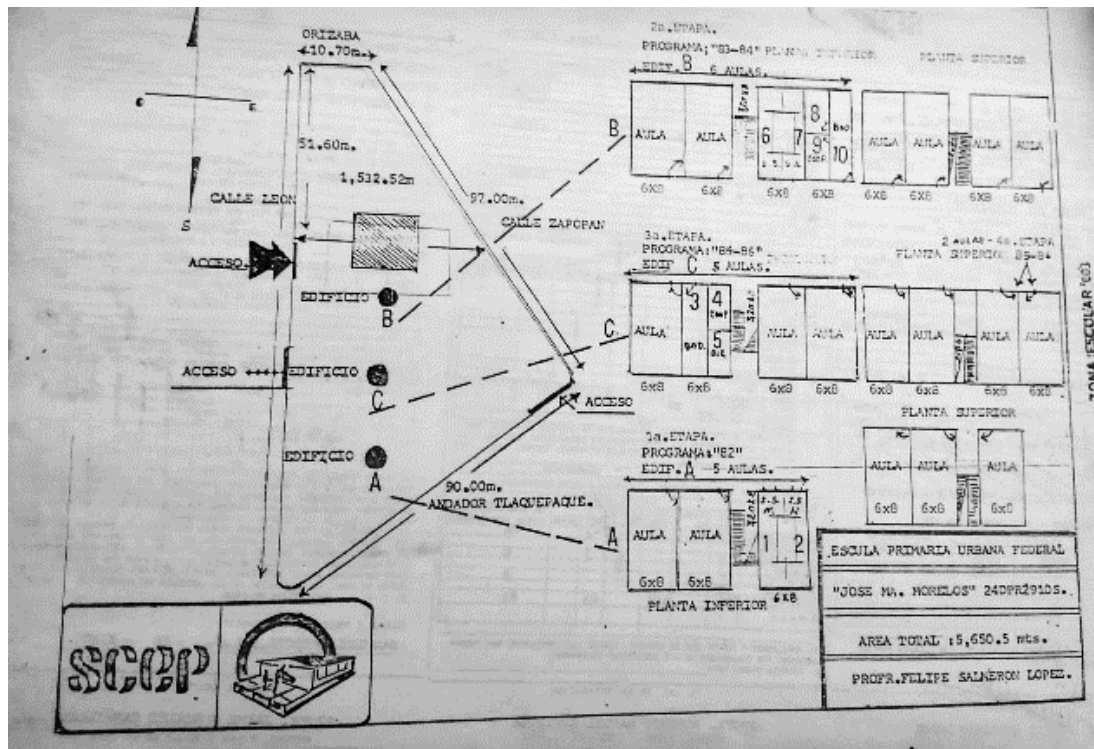 ORIZABA
10.70m.
O
E
S
51.60m.
1,532.52m
97.00m.
CALLE LEON
CALLE ZAPOPAN
ACCESO
EDIFICIO
B
ACCESO
EDIFICIO
C
ACCESO
EDIFICIO
A
90.00m.
ANDADOR TLAQUEPAQUE.
SCEP
2a.ETAPA.
PROGRAMA;"83-84" PLANTA INFERIOR
PLANTA SUPERIOR
EDIF. B 6 AULAS.
B
AULA AULA
6 7 8 9 10
AULA AULA AULA AULA
6X8 6X8 6X8 6X8 6X8 6X8 6X8 6X8
3a.ETAPA.
PROGRAMA:"84-86"
EDIF C 5 AULAS.
2 AULAS-4a.ETAPA
PLANTA SUPERIOR
C.
AULA 3 4 5
AULA AULA
AULA AULA AULA AULA
6X8 6X8 6X8 6X8 6X8 6X8 6X8 6X8
PLANTA SUPERIOR
1a.ETAPA.
PROGRAMA:"82"
EDIF. A 5 AULAS.
A
AULA AULA
1 2
6X8 6X8 6X8
PLANTA INFERIOR
AULA AULA AULA
6X8 6X8 6X8
ESCULA PRIMARIA URBANA FEDERAL
"JOSE MA. MORELOS" 24DPR2910S.
AREA TOTAL :5,650.5 mts.
PROFR.FELIPE SALMERON LOPEZ.
ZONA ESCOLAR